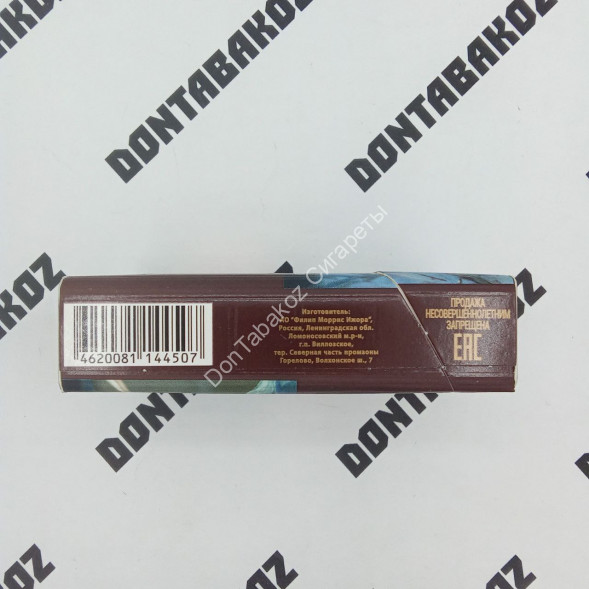 DONTABAKOZ
DONTABAKOZ
DONTABAKOZ
DONTABAKOZ
DONTABAKOZ
DonTabakoz Сигареты
4620081 144507
Изготовитель:
АО "Филип Моррис Ижора",
Россия, Ленинградская обл.
Ломоносовский м.р-н,
г.п. Виллозское,
тер. Северная часть промзоны
Горелово, Волхонское ш., 7
ПРОДАЖА
НЕСОВЕРШЕННОЛЕТНИМ
ЗАПРЕЩЕНА
EAC